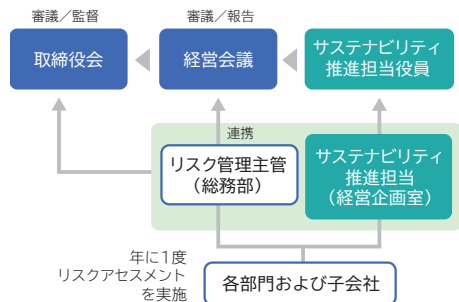 審議／監督
審議／報告
取締役会
経営会議
サステナビリティ
推進担当役員
連携
リスク管理主管
（総務部）
サステナビリティ
推進担当
（経営企画室）
年に1度
リスクアセスメント
を実施
各部門および子会社